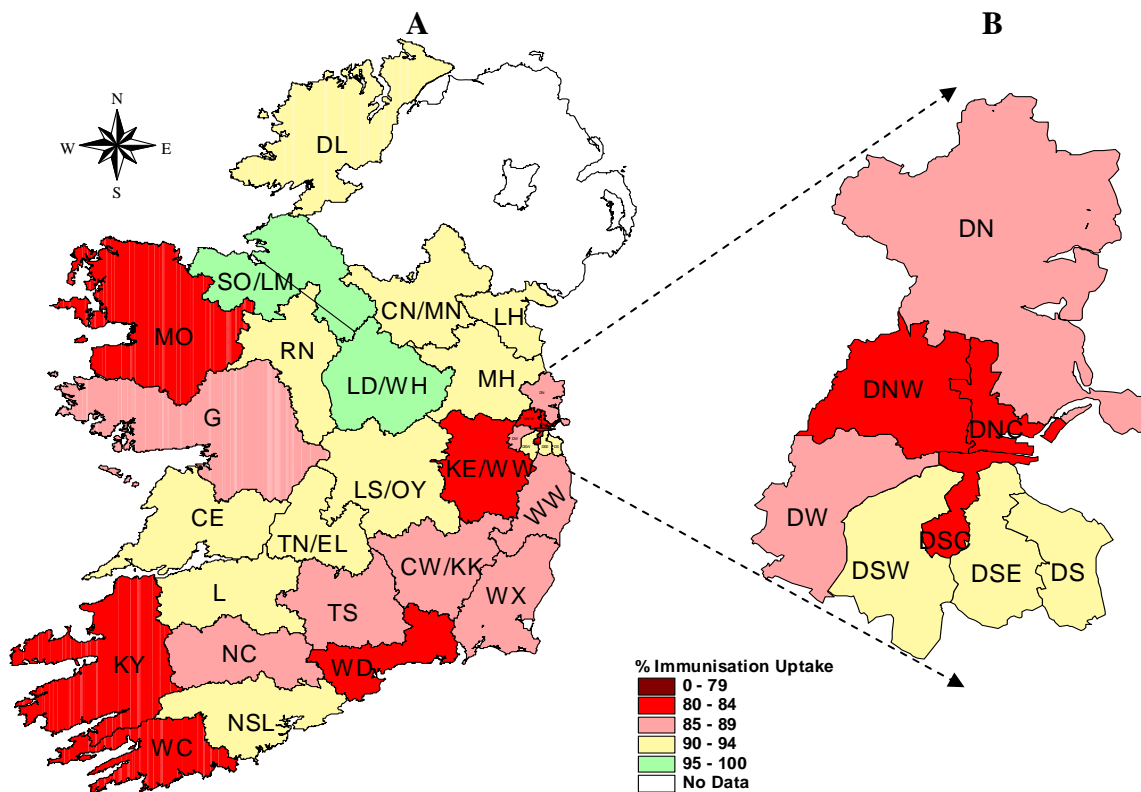 A
B
N
W E
S
DL
SO/LM
CN/MN
LH
MO
RN
LD/WH
MH
G
KE/WW
LS/OY
WW
CE
TN/EL
CW/KK
L
TS
WX
NC
KY
WD
NSL
WC
DN
DNW
DNC
DW
DSC
DSW
DSE
DS
% Immunisation Uptake
0 - 79
80 - 84
85 - 89
90 - 94
95 - 100
No Data